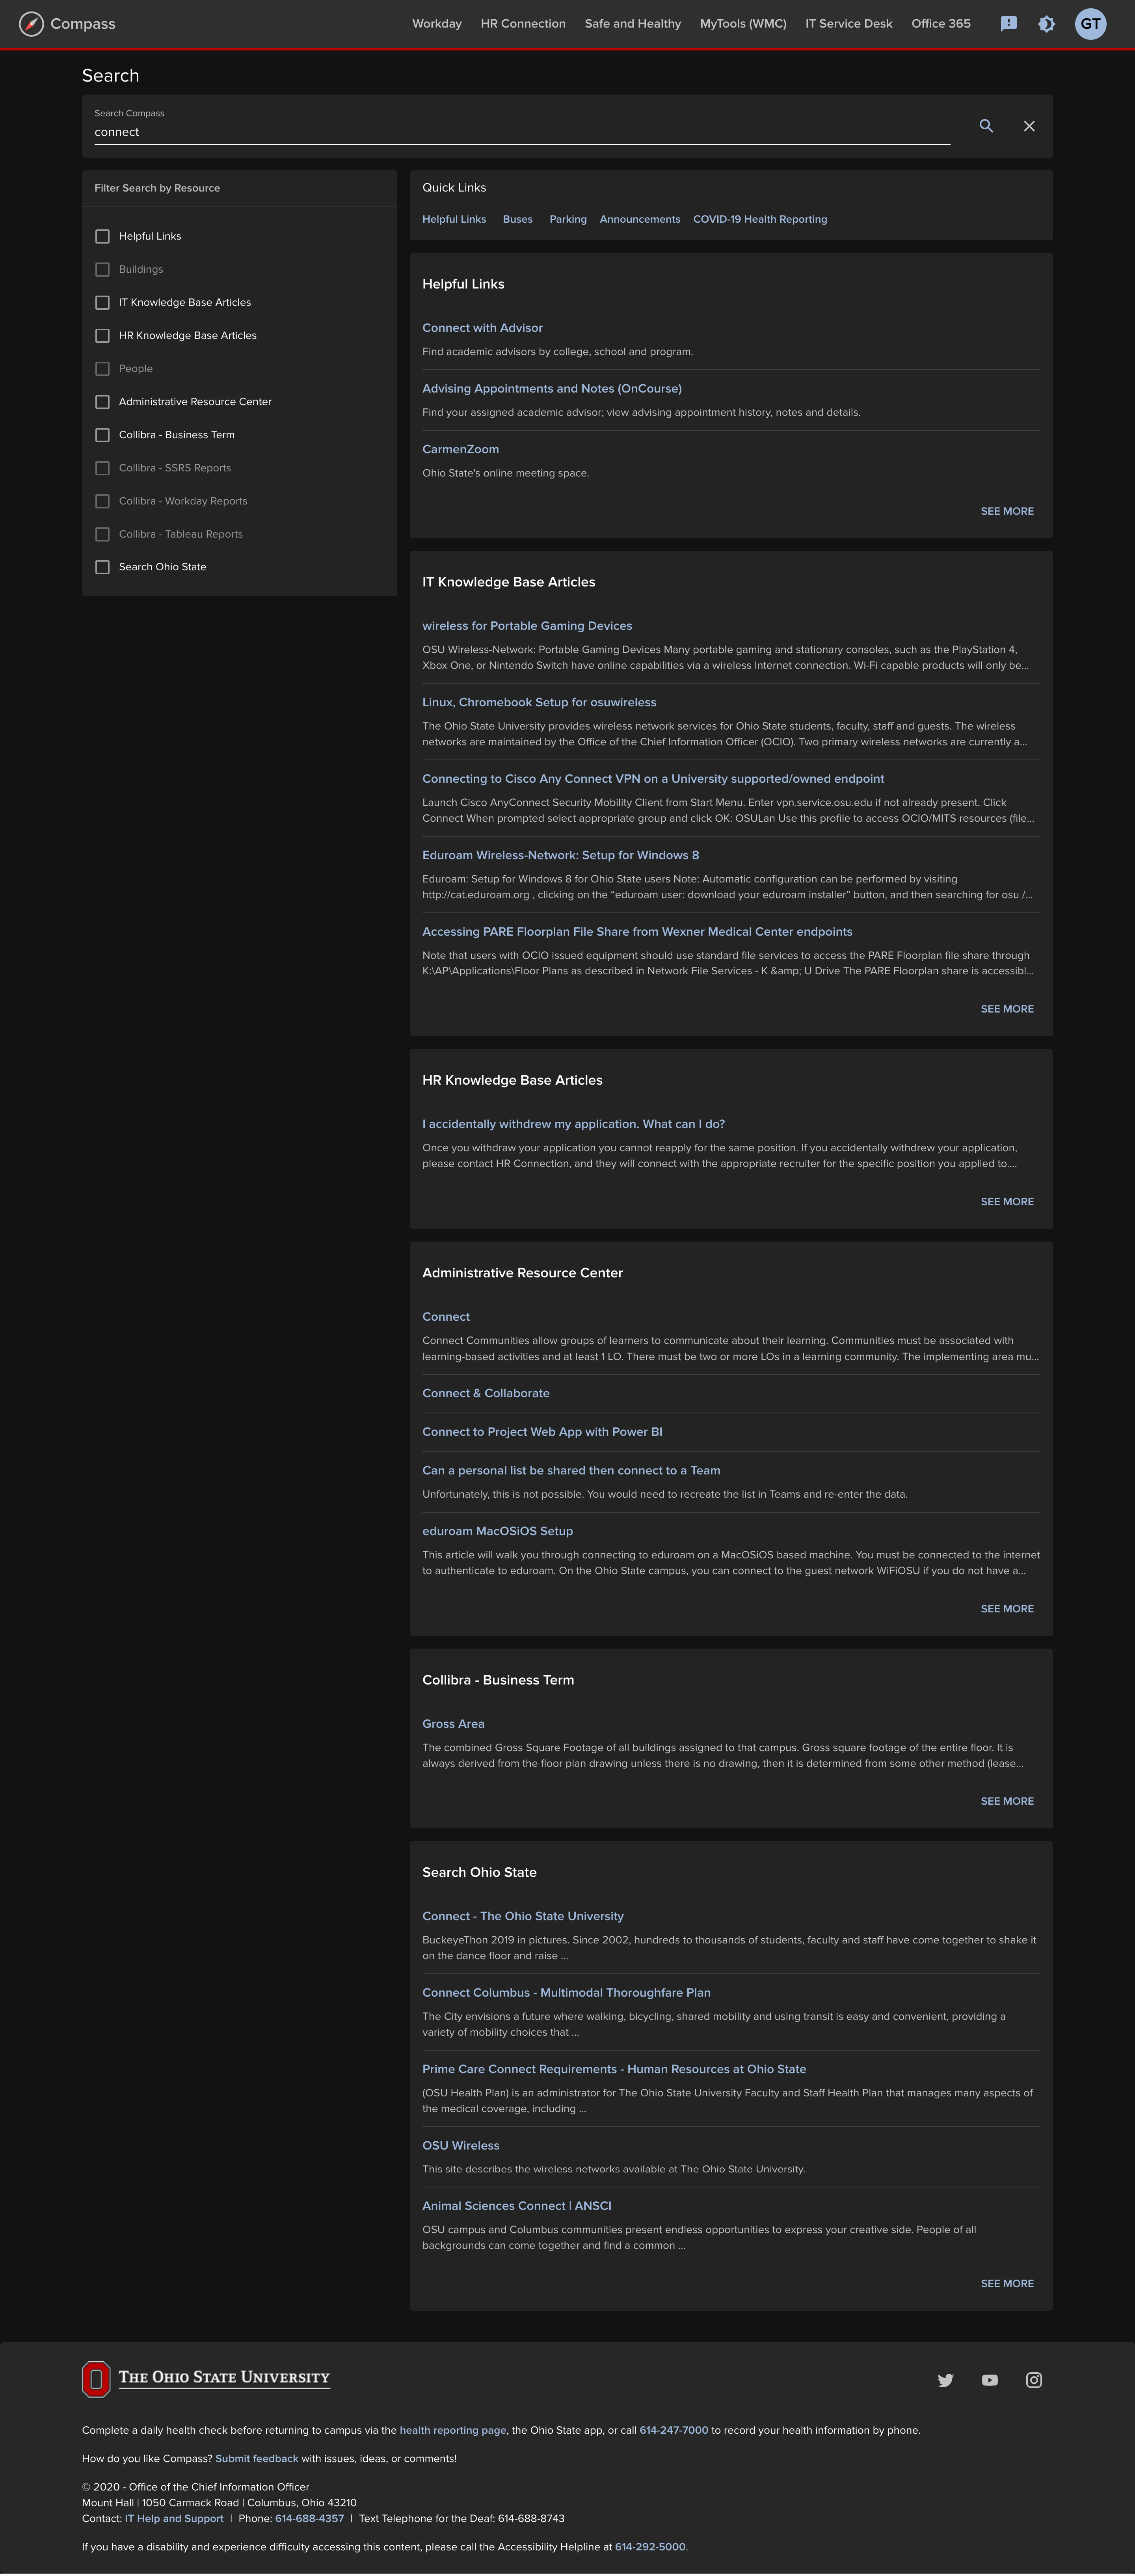 Compass
Workday HR Connection Safe and Healthy MyTools (WMC) IT Service Desk Office 365
GT
Search
Search Compass
connect
Filter Search by Resource
Helpful Links
Buildings
IT Knowledge Base Articles
HR Knowledge Base Articles
People
Administrative Resource Center
Collibra - Business Term
Collibra - SSRS Reports
Collibra - Workday Reports
Collibra - Tableau Reports
Search Ohio State
Quick Links
Helpful Links Buses Parking Announcements COVID-19 Health Reporting
Helpful Links
Connect with Advisor
Find academic advisors by college, school and program.
Advising Appointments and Notes (OnCourse)
Find your assigned academic advisor; view advising appointment history, notes and details.
CarmenZoom
Ohio State's online meeting space.
SEE MORE
IT Knowledge Base Articles
wireless for Portable Gaming Devices
OSU Wireless-Network: Portable Gaming Devices Many portable gaming and stationary consoles, such as the PlayStation 4,
Xbox One, or Nintendo Switch have online capabilities via a wireless Internet connection. Wi-Fi capable products will only be...
Linux, Chromebook Setup for osuwireless
The Ohio State University provides wireless network services for Ohio State students, faculty, staff and guests. The wireless
networks are maintained by the Office of the Chief Information Officer (OCIO). Two primary wireless networks are currently a...
Connecting to Cisco Any Connect VPN on a University supported/owned endpoint
Launch Cisco AnyConnect Security Mobility Client from Start Menu. Enter vpn.service.osu.edu if not already present. Click
Connect When prompted select appropriate group and click OK: OSULan Use this profile to access OCIO/MITS resources (file...
Eduroam Wireless-Network: Setup for Windows 8
Eduroam: Setup for Windows 8 for Ohio State users Note: Automatic configuration can be performed by visiting
http://cat.eduroam.org , clicking on the “eduroam user: download your eduroam installer” button, and then searching for osu /...
Accessing PARE Floorplan File Share from Wexner Medical Center endpoints
Note that users with OCIO issued equipment should use standard file services to access the PARE Floorplan file share through
K:\AP\Applications\Floor Plans as described in Network File Services - K &amp; U Drive The PARE Floorplan share is accessibl...
SEE MORE
HR Knowledge Base Articles
I accidentally withdrew my application. What can I do?
Once you withdraw your application you cannot reapply for the same position. If you accidentally withdrew your application,
please contact HR Connection, and they will connect with the appropriate recruiter for the specific position you applied to....
SEE MORE
Administrative Resource Center
Connect
Connect Communities allow groups of learners to communicate about their learning. Communities must be associated with
learning-based activities and at least 1 LO. There must be two or more LOs in a learning community. The implementing area mu...
Connect & Collaborate
Connect to Project Web App with Power BI
Can a personal list be shared then connect to a Team
Unfortunately, this is not possible. You would need to recreate the list in Teams and re-enter the data.
eduroam MacOSiOS Setup
This article will walk you through connecting to eduroam on a MacOSiOS based machine. You must be connected to the internet
to authenticate to eduroam. On the Ohio State campus, you can connect to the guest network WiFiOSU if you do not have a...
SEE MORE
Collibra - Business Term
Gross Area
The combined Gross Square Footage of all buildings assigned to that campus. Gross square footage of the entire floor. It is
always derived from the floor plan drawing unless there is no drawing, then it is determined from some other method (lease...
SEE MORE
Search Ohio State
Connect - The Ohio State University
BuckeyeThon 2019 in pictures. Since 2002, hundreds to thousands of students, faculty and staff have come together to shake it
on the dance floor and raise ...
Connect Columbus - Multimodal Thoroughfare Plan
The City envisions a future where walking, bicycling, shared mobility and using transit is easy and convenient, providing a
variety of mobility choices that ...
Prime Care Connect Requirements - Human Resources at Ohio State
(OSU Health Plan) is an administrator for The Ohio State University Faculty and Staff Health Plan that manages many aspects of
the medical coverage, including ...
OSU Wireless
This site describes the wireless networks available at The Ohio State University.
Animal Sciences Connect | ANSCI
OSU campus and Columbus communities present endless opportunities to express your creative side. People of all
backgrounds can come together and find a common ...
SEE MORE
THE OHIO STATE UNIVERSITY
Complete a daily health check before returning to campus via the health reporting page, the Ohio State app, or call 614-247-7000 to record your health information by phone.
How do you like Compass? Submit feedback with issues, ideas, or comments!
© 2020 - Office of the Chief Information Officer
Mount Hall | 1050 Carmack Road | Columbus, Ohio 43210
Contact: IT Help and Support | Phone: 614-688-4357 | Text Telephone for the Deaf: 614-688-8743
If you have a disability and experience difficulty accessing this content, please call the Accessibility Helpline at 614-292-5000.